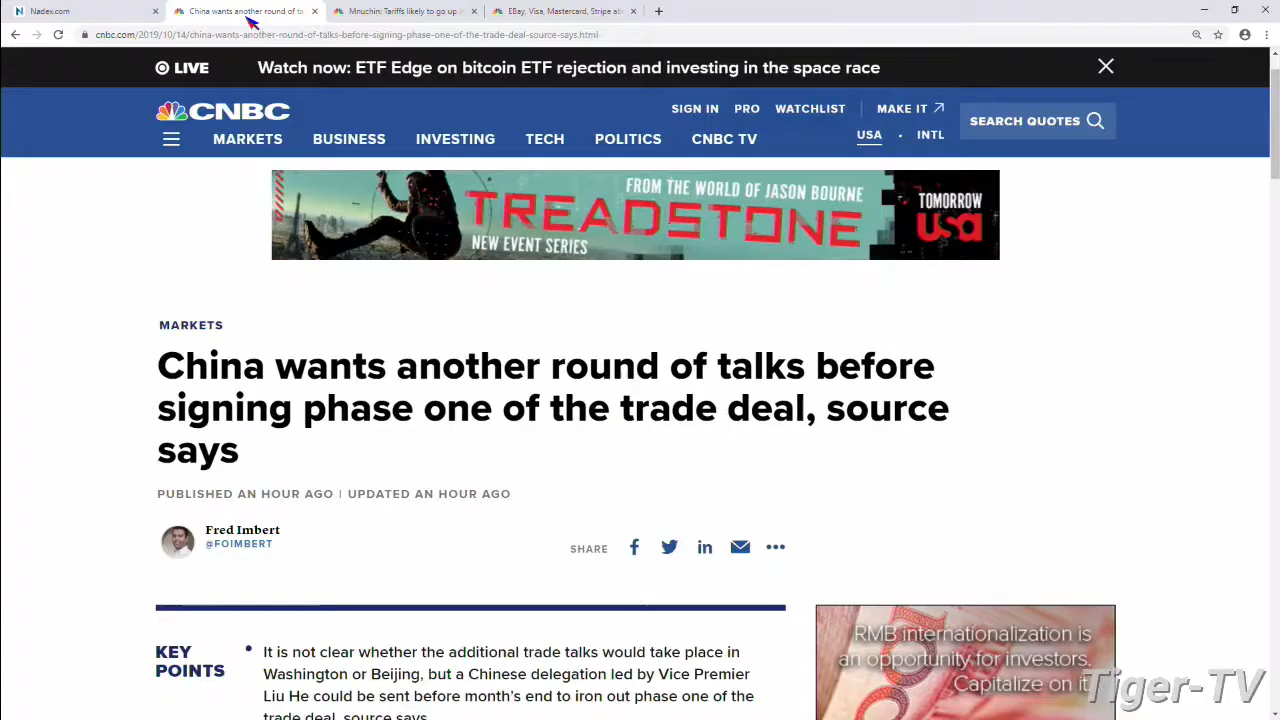 Nadex.com
China wants another round of ta
Mnuchin: Tariffs likely to go up i
EBay, Visa, Mastercard, Stripe ab
cnbc.com/2019/10/14/china-wants-another-round-of-talks-before-signing-phase-one-of-the-trade-deal-source-says.html
LIVE
Watch now: ETF Edge on bitcoin ETF rejection and investing in the space race
CNBC
SIGN IN PRO WATCHLIST MAKE IT
USA · INTL
SEARCH QUOTES
MARKETS BUSINESS INVESTING TECH POLITICS CNBC TV
FROM THE WORLD OF JASON BOURNE
TREADSTONE
NEW EVENT SERIES
TOMORROW
usa
MARKETS
China wants another round of talks before
signing phase one of the trade deal, source
says
PUBLISHED AN HOUR AGO | UPDATED AN HOUR AGO
Fred Imbert
@FOIMBERT
SHARE
KEY
POINTS
• It is not clear whether the additional trade talks would take place in
Washington or Beijing, but a Chinese delegation led by Vice Premier
Liu He could be sent before month's end to iron out phase one of the
trade deal, source says
RMB internationalization is
an opportunity for investors.
Capitalize on it.
Tiger-TV